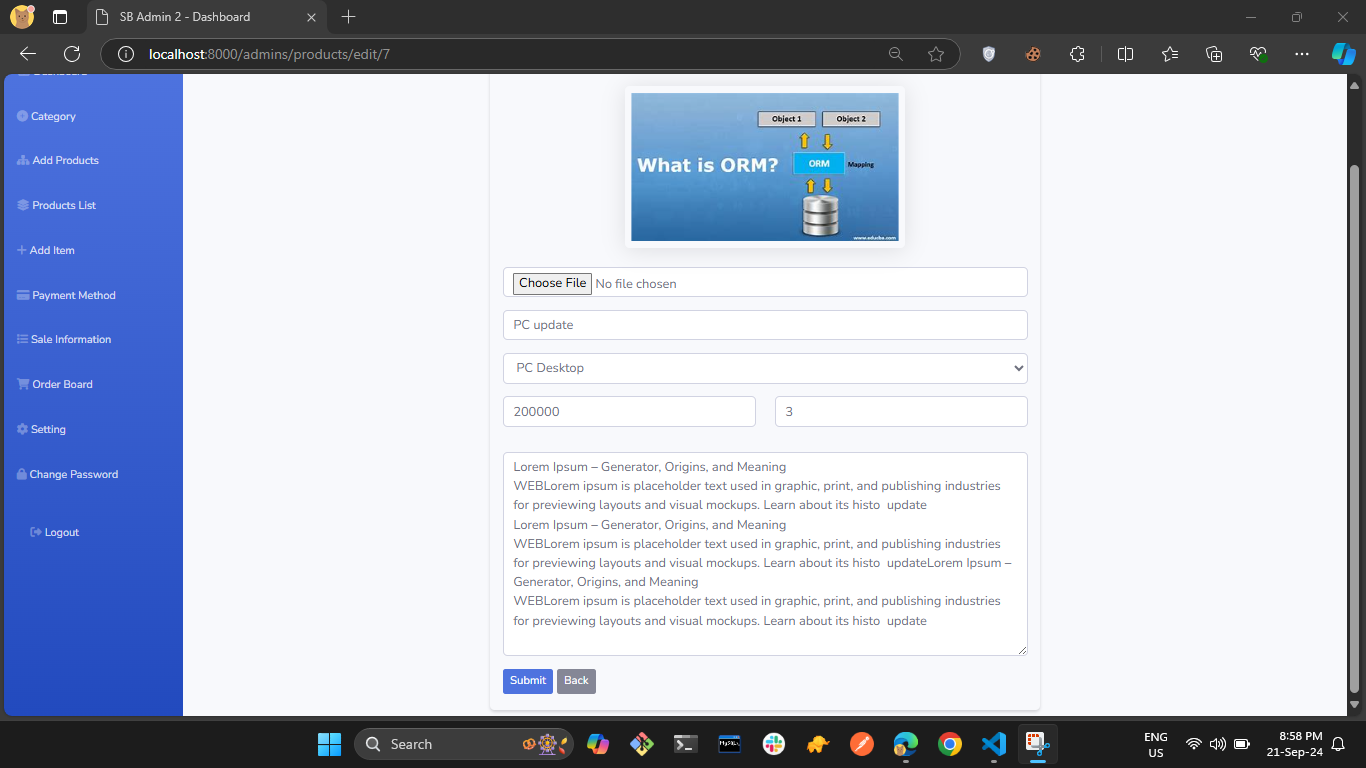 SB Admin 2 - Dashboard
localhost:8000/admins/products/edit/7
Dashboard
Category
Add Products
Products List
Add Item
Payment Method
Sale Information
Order Board
Setting
Change Password
Logout
Object 1
Object 2
What is ORM?
ORM
Mapping
www.educba.com
Choose File No file chosen
PC update
PC Desktop
200000
3
Lorem Ipsum – Generator, Origins, and Meaning
WEBLorem ipsum is placeholder text used in graphic, print, and publishing industries
for previewing layouts and visual mockups. Learn about its histo  update
Lorem Ipsum – Generator, Origins, and Meaning
WEBLorem ipsum is placeholder text used in graphic, print, and publishing industries
for previewing layouts and visual mockups. Learn about its histo  updateLorem Ipsum –
Generator, Origins, and Meaning
WEBLorem ipsum is placeholder text used in graphic, print, and publishing industries
for previewing layouts and visual mockups. Learn about its histo  update
Submit
Back
Search
MySQL
ENG
US
8:58 PM
21-Sep-24